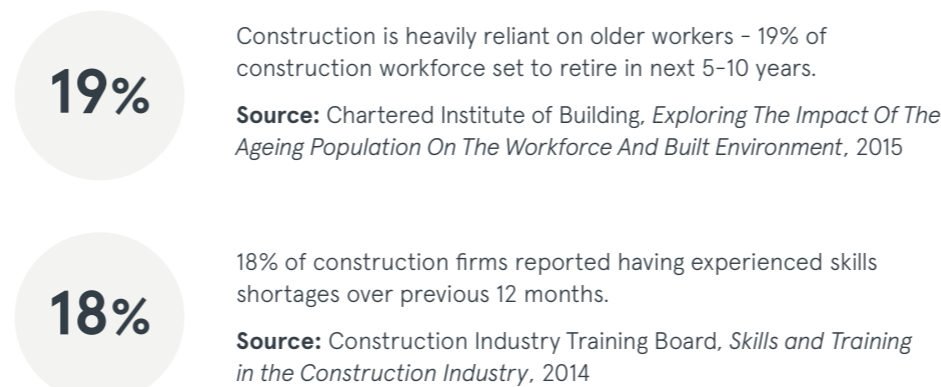 19%
Construction is heavily reliant on older workers - 19% of
construction workforce set to retire in next 5-10 years.
Source: Chartered Institute of Building, Exploring The Impact Of The
Ageing Population On The Workforce And Built Environment, 2015
18%
18% of construction firms reported having experienced skills
shortages over previous 12 months.
Source: Construction Industry Training Board, Skills and Training
in the Construction Industry, 2014